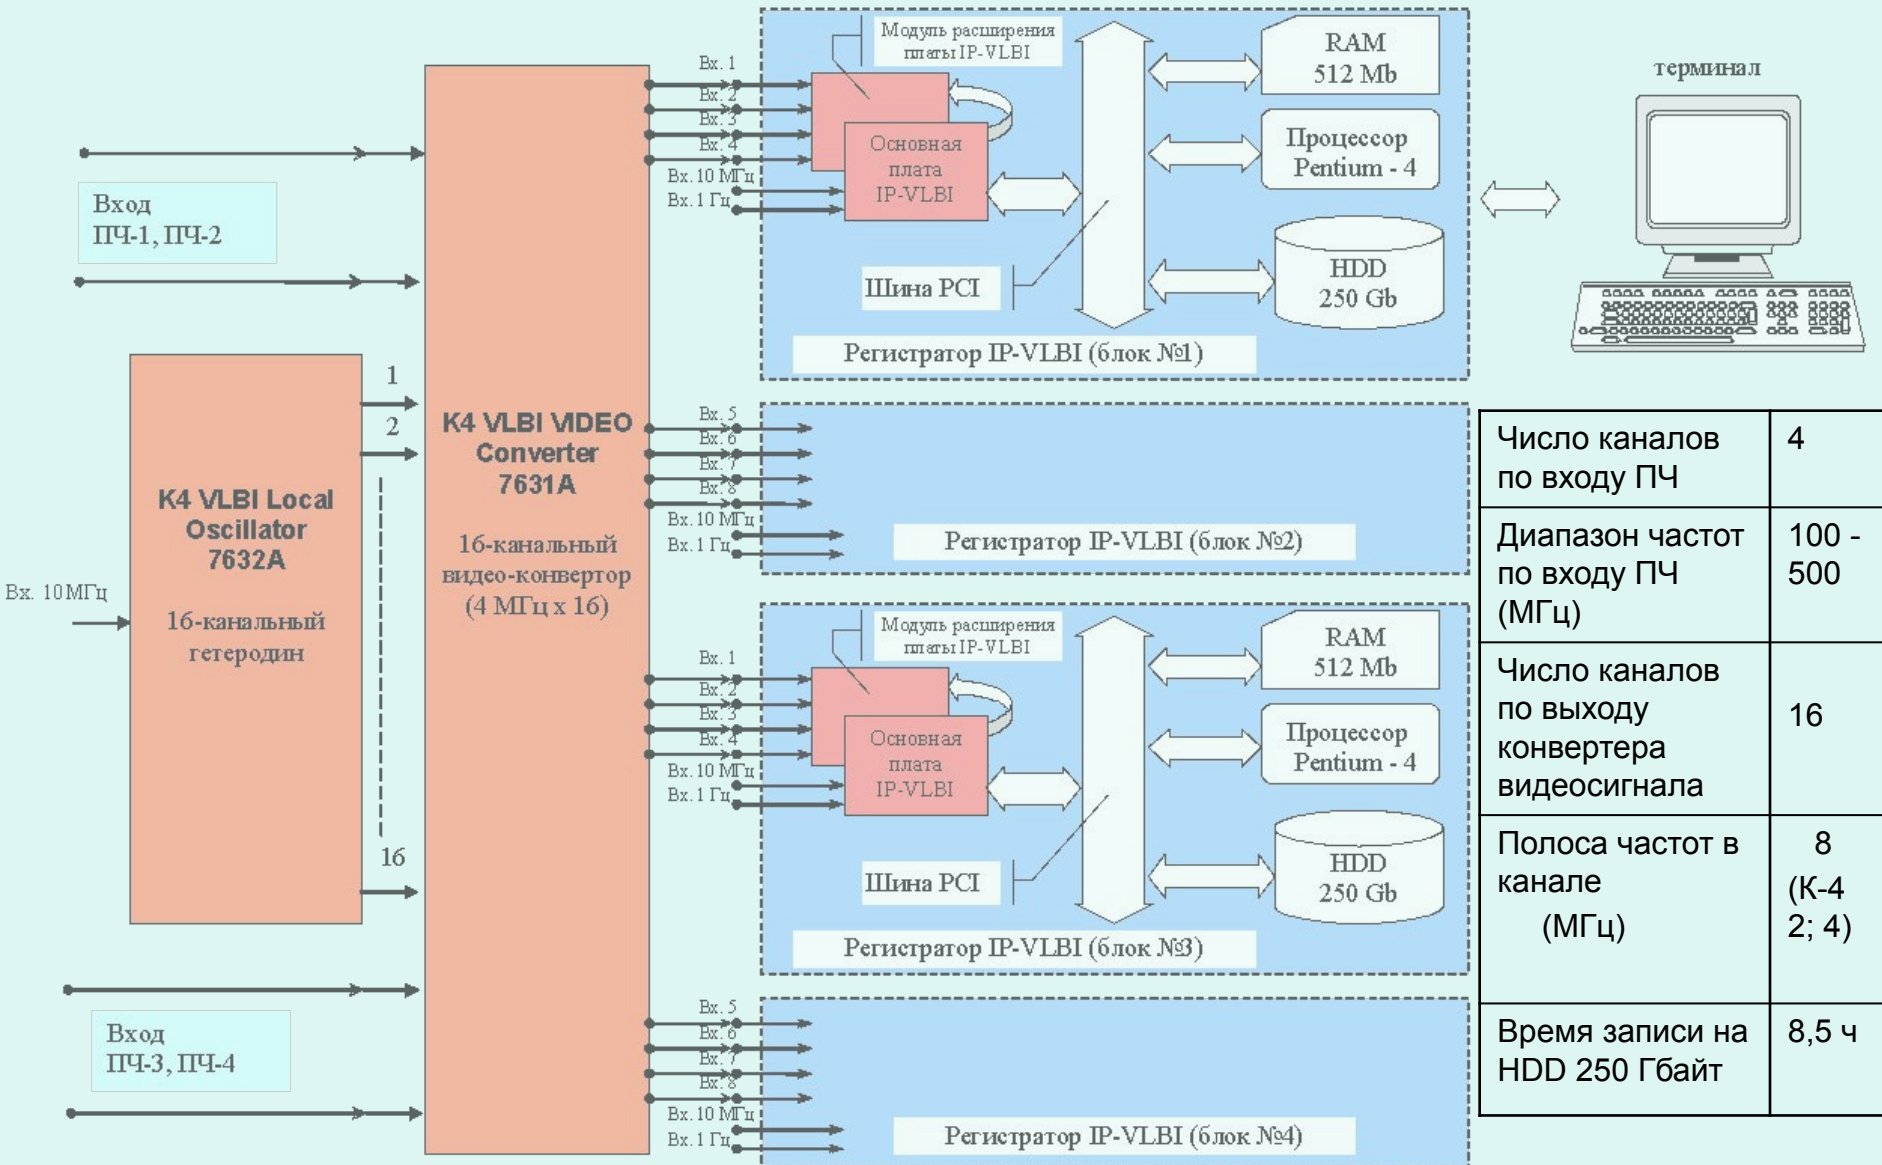 Вход
ПЧ-1, ПЧ-2
Вх. 10МГц
K4 VLBI Local
Oscillator
7632A
16-канальный
гетеродин
1
2
16
Вход
ПЧ-3, ПЧ-4
K4 VLBI VIDEO
Converter
7631A
16-канальный
видео-конвертор
(4 МГц x 16)
Вх. 1
Вх. 2
Вх. 3
Вх. 4
Вх. 10 МГц
Вх. 1 Гц
Модуль расширения
платы IP-VLBI
Основная
плата
IP-VLBI
Шина PCI
RAM
512 Mb
Процессор
Pentium - 4
HDD
250 Gb
Регистратор IP-VLBI (блок №1)
терминал
Вх. 5
Вх. 6
Вх. 7
Вх. 8
Вх. 10 МГц
Вх. 1 Гц
Регистратор IP-VLBI (блок №2)
Вх. 1
Вх. 2
Вх. 3
Вх. 4
Вх. 10 МГц
Вх. 1 Гц
Модуль расширения
платы IP-VLBI
Основная
плата
IP-VLBI
Шина PCI
RAM
512 Mb
Процессор
Pentium - 4
HDD
250 Gb
Регистратор IP-VLBI (блок №3)
Вх. 5
Вх. 6
Вх. 7
Вх. 8
Вх. 10 МГц
Вх. 1 Гц
Регистратор IP-VLBI (блок №4)
Число каналов
по входу ПЧ
4
Диапазон частот
по входу ПЧ
(МГц)
100 -
500
Число каналов
по выходу
конвертера
видеосигнала
16
Полоса частот в
канале
(МГц)
8
(К-4
2; 4)
Время записи на
HDD 250 Гбайт
8,5 ч